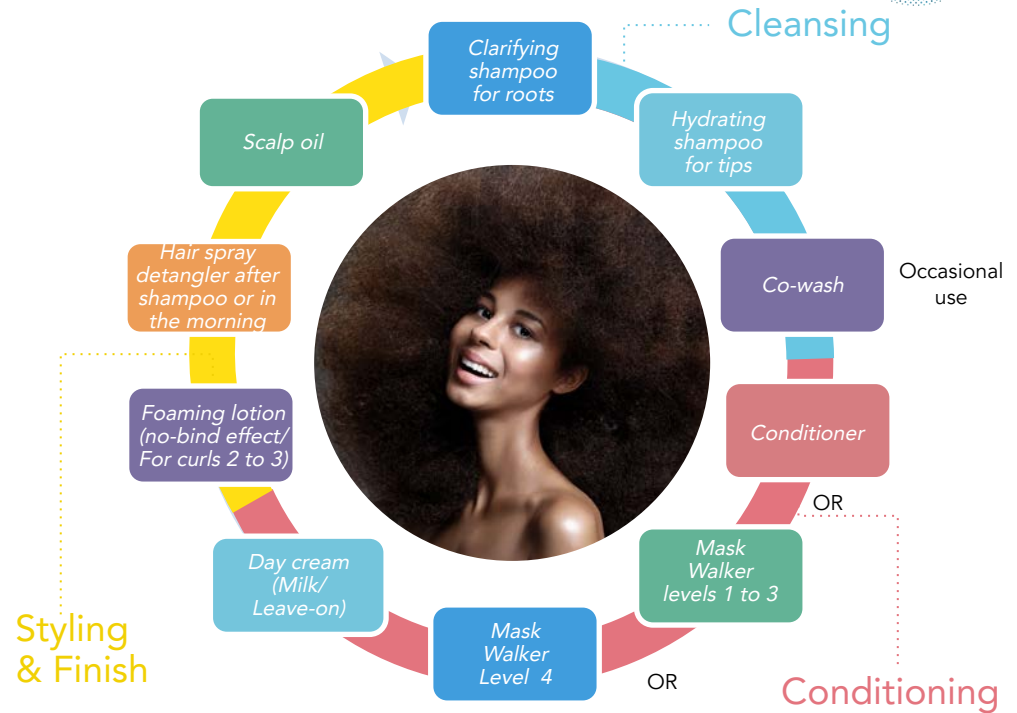 Cleansing
Clarifying
shampoo
for roots
Hydrating
shampoo
for tips
Co-wash
Occasional
use
Conditioner
OR
Mask
Walker
levels 1 to 3
OR
Conditioning
Mask
Walker
Level 4
Day cream
(Milk/
Leave-on)
Foaming lotion
(no-bind effect/
For curls 2 to 3)
Styling
& Finish
Hair spray
detangler after
shampoo or in
the morning
Scalp oil